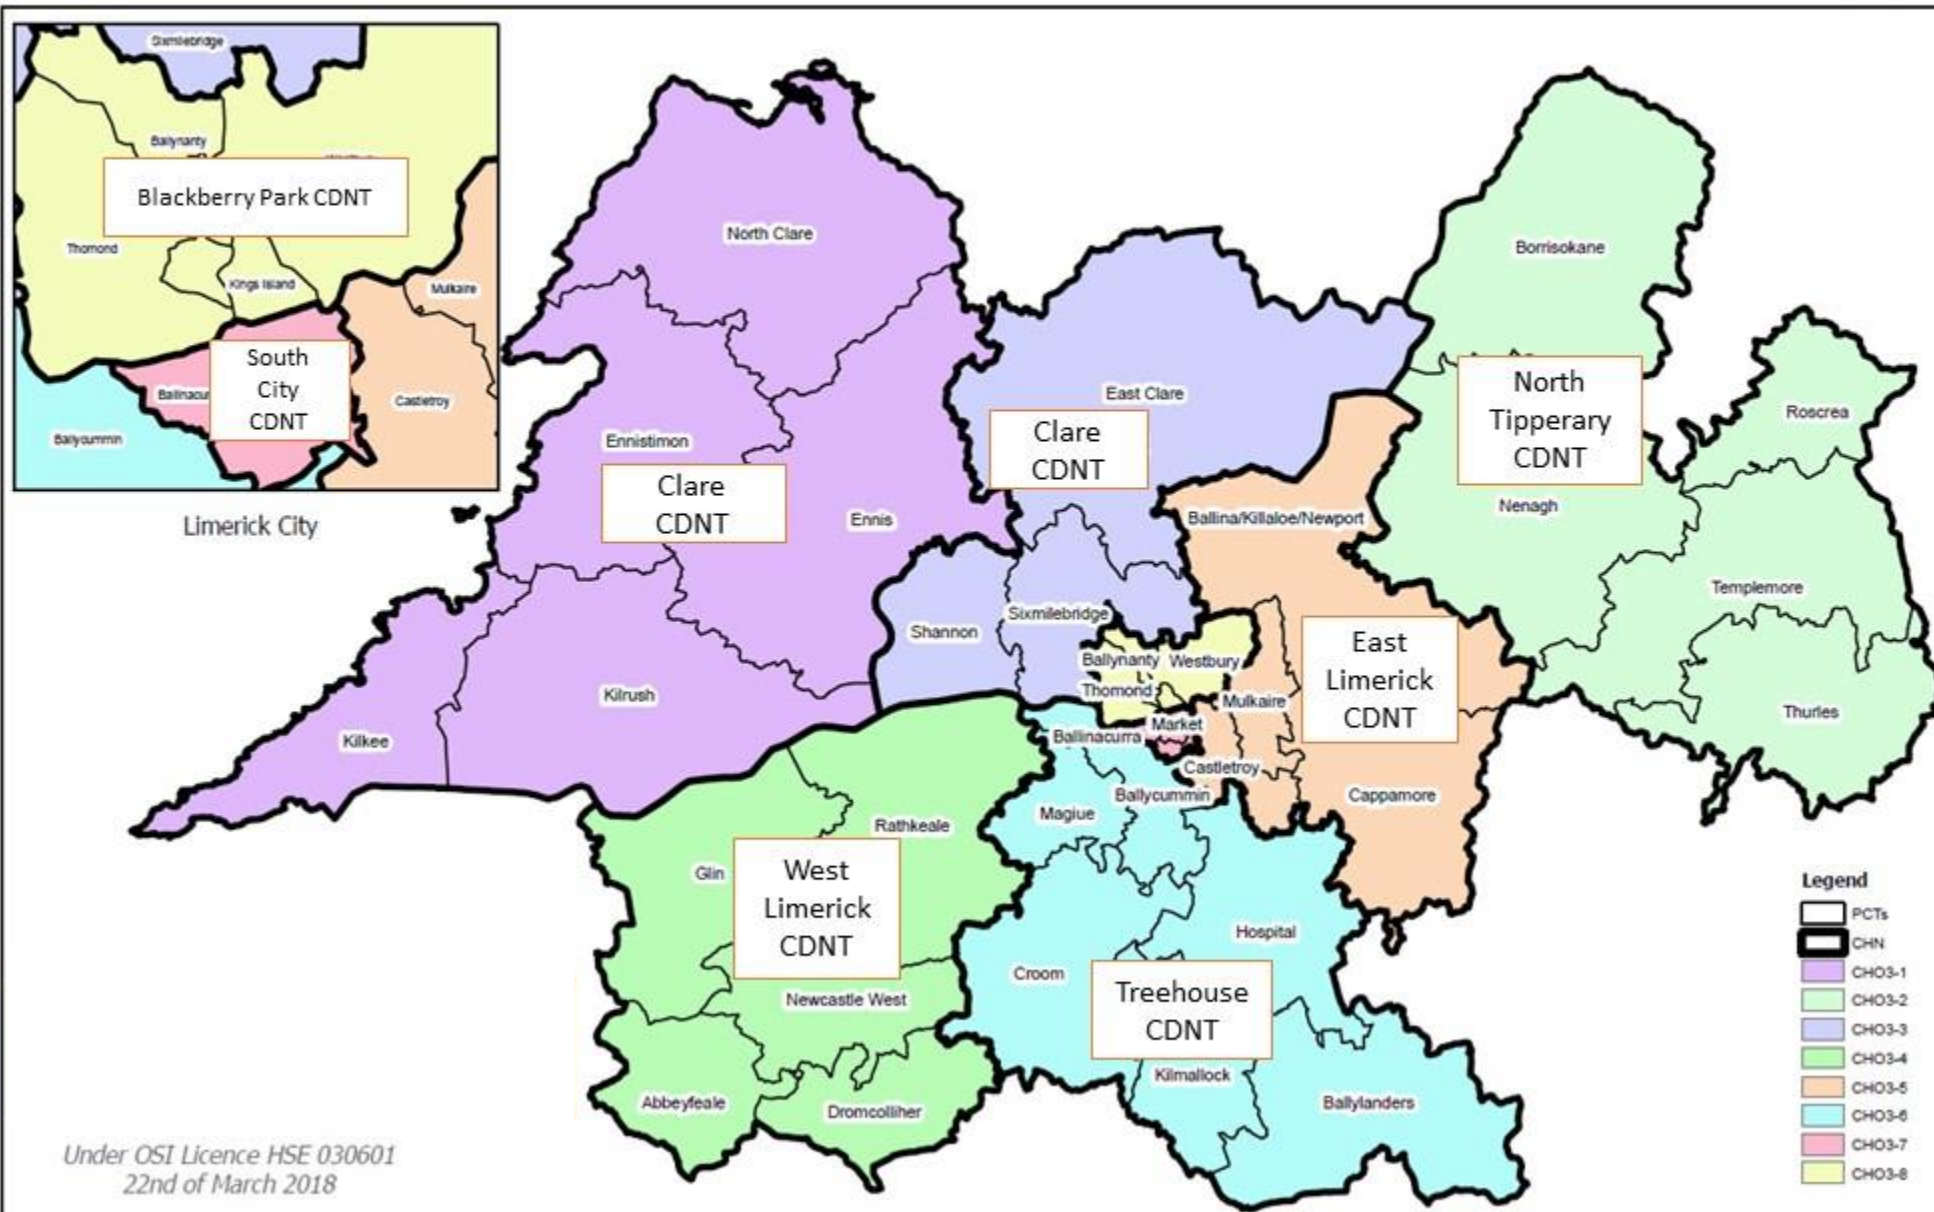 Sixmilebridge
Ballynanty
Blackberry Park CDNT
Thomond
Kings Island
Mulkaire
South
City
CDNT
Castletroy
Ballycummin
Limerick City
North Clare
Ennistimon
Clare
CDNT
Ennis
Kilrush
Kilkee
East Clare
Clare
CDNT
Shannon
Sixmilebridge
Ballynanty
Westbury
Thomond
Market
Ballinacurra
Castletroy
Ballycummin
Mulkaire
Ballina/Killaloe/Newport
East
Limerick
CDNT
Cappamore
Borrisokane
North
Tipperary
CDNT
Nenagh
Roscrea
Templemore
Thurles
Rathkeale
Glin
West
Limerick
CDNT
Newcastle West
Abbeyfeale
Dromcolliher
Magiue
Croom
Hospital
Treehouse
CDNT
Kilmallock
Ballylanders
Legend
PCTs
CHN
CHO3-1
CHO3-2
CHO3-3
CHO3-4
CHO3-5
CHO3-6
CHO3-7
CHO3-8
Under OSI Licence HSE 030601
22nd of March 2018